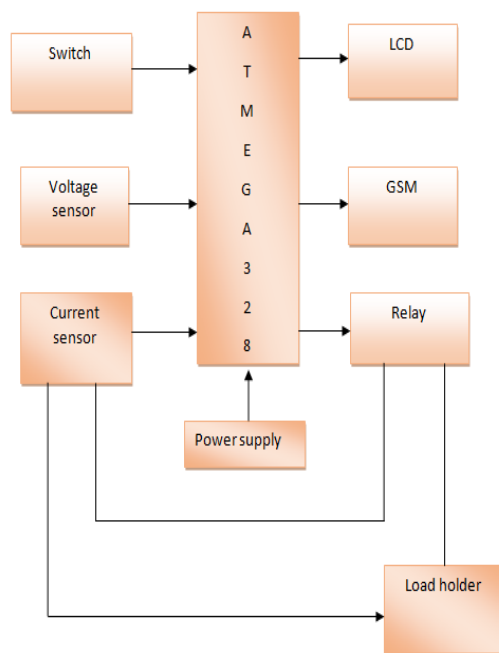 Switch
A
T
M
E
G
A
3
2
8
LCD
Voltage
sensor
GSM
Current
sensor
Relay
Power supply
Load holder